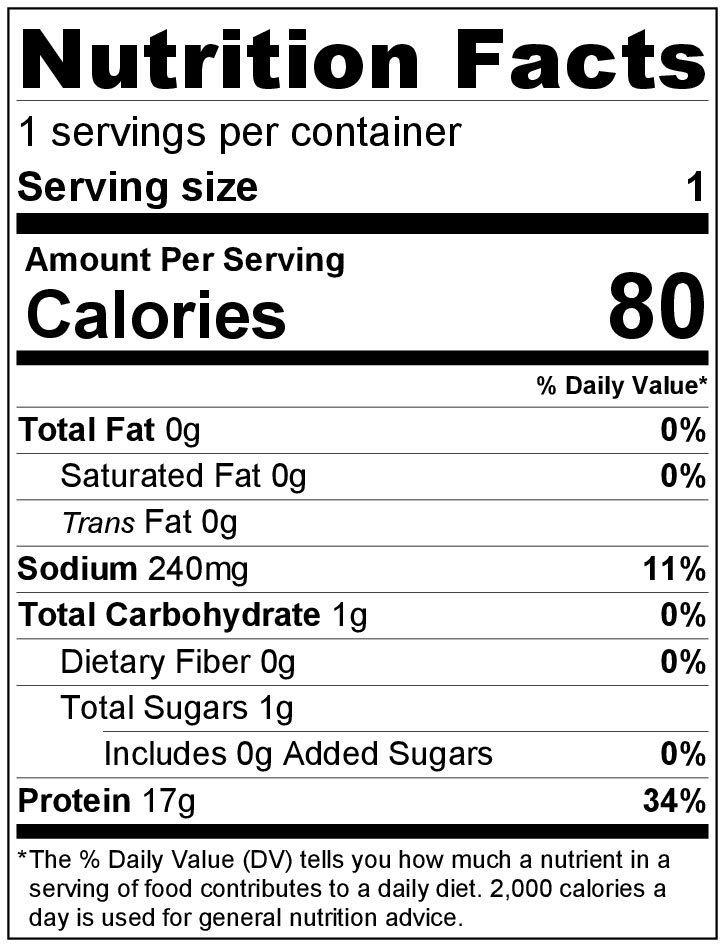 Nutrition Facts
1 servings per container
Serving size 1
Amount Per Serving
Calories 80
% Daily Value*
Total Fat 0g 0%
Saturated Fat 0g 0%
Trans Fat 0g
Sodium 240mg 11%
Total Carbohydrate 1g 0%
Dietary Fiber 0g 0%
Total Sugars 1g
Includes 0g Added Sugars 0%
Protein 17g 34%
*The % Daily Value (DV) tells you how much a nutrient in a
serving of food contributes to a daily diet. 2,000 calories a
day is used for general nutrition advice.